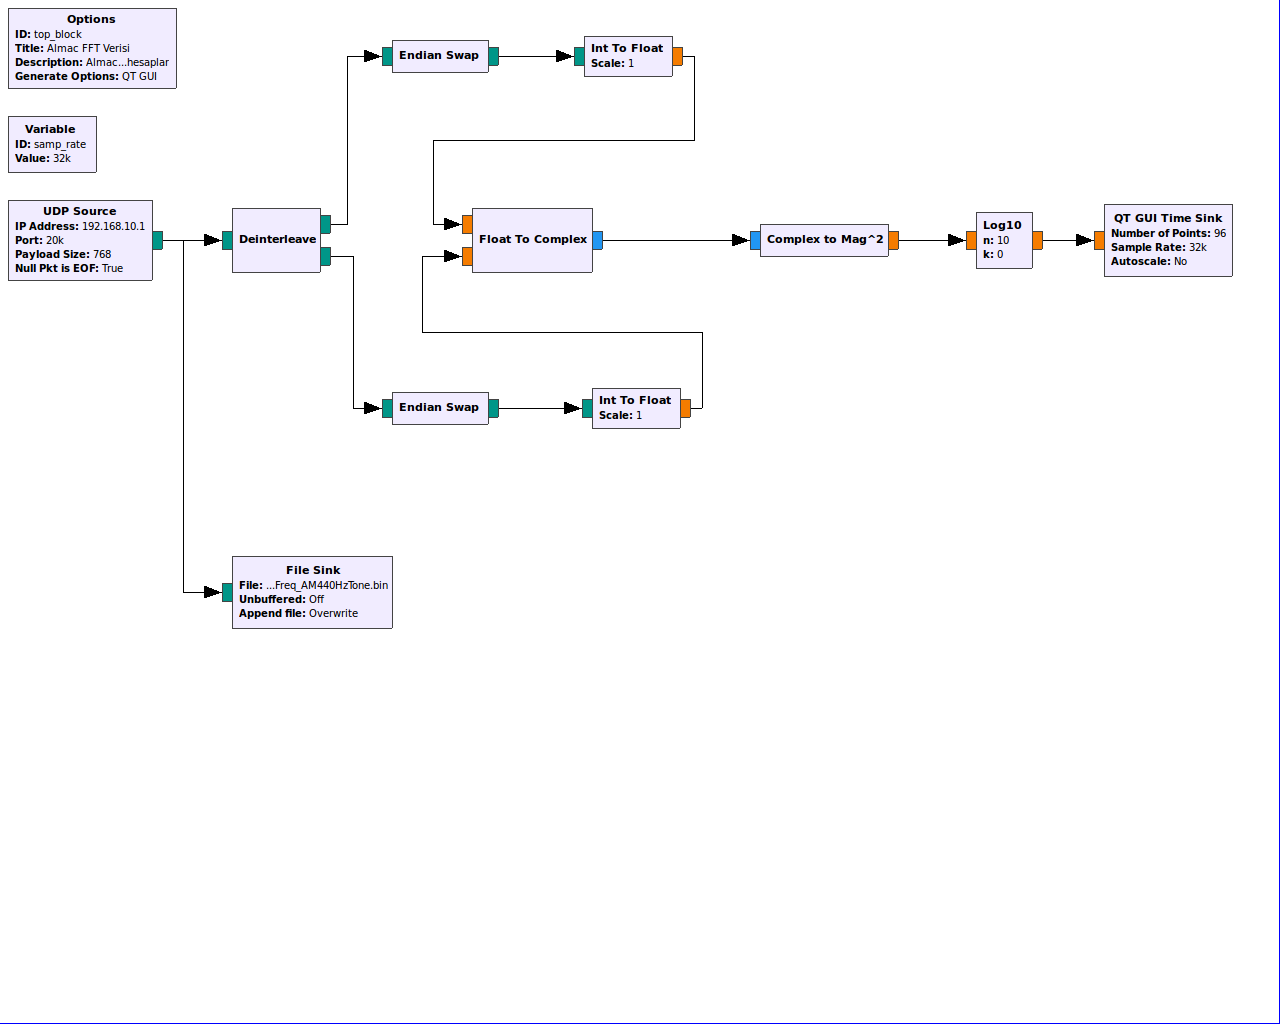 Options
ID: top_block
Title: Almac FFT Verisi
Description: Almac...hesaplar
Generate Options: QT GUI
Variable
ID: samp_rate
Value: 32k
UDP Source
IP Address: 192.168.10.1
Port: 20k
Payload Size: 768
Null Pkt is EOF: True
Deinterleave
Endian Swap
Int To Float
Scale: 1
Float To Complex
Complex to Mag^2
Log10
n: 10
k: 0
QT GUI Time Sink
Number of Points: 96
Sample Rate: 32k
Autoscale: No
Endian Swap
Int To Float
Scale: 1
File Sink
File: ...Freq_AM440HzTone.bin
Unbuffered: Off
Append file: Overwrite